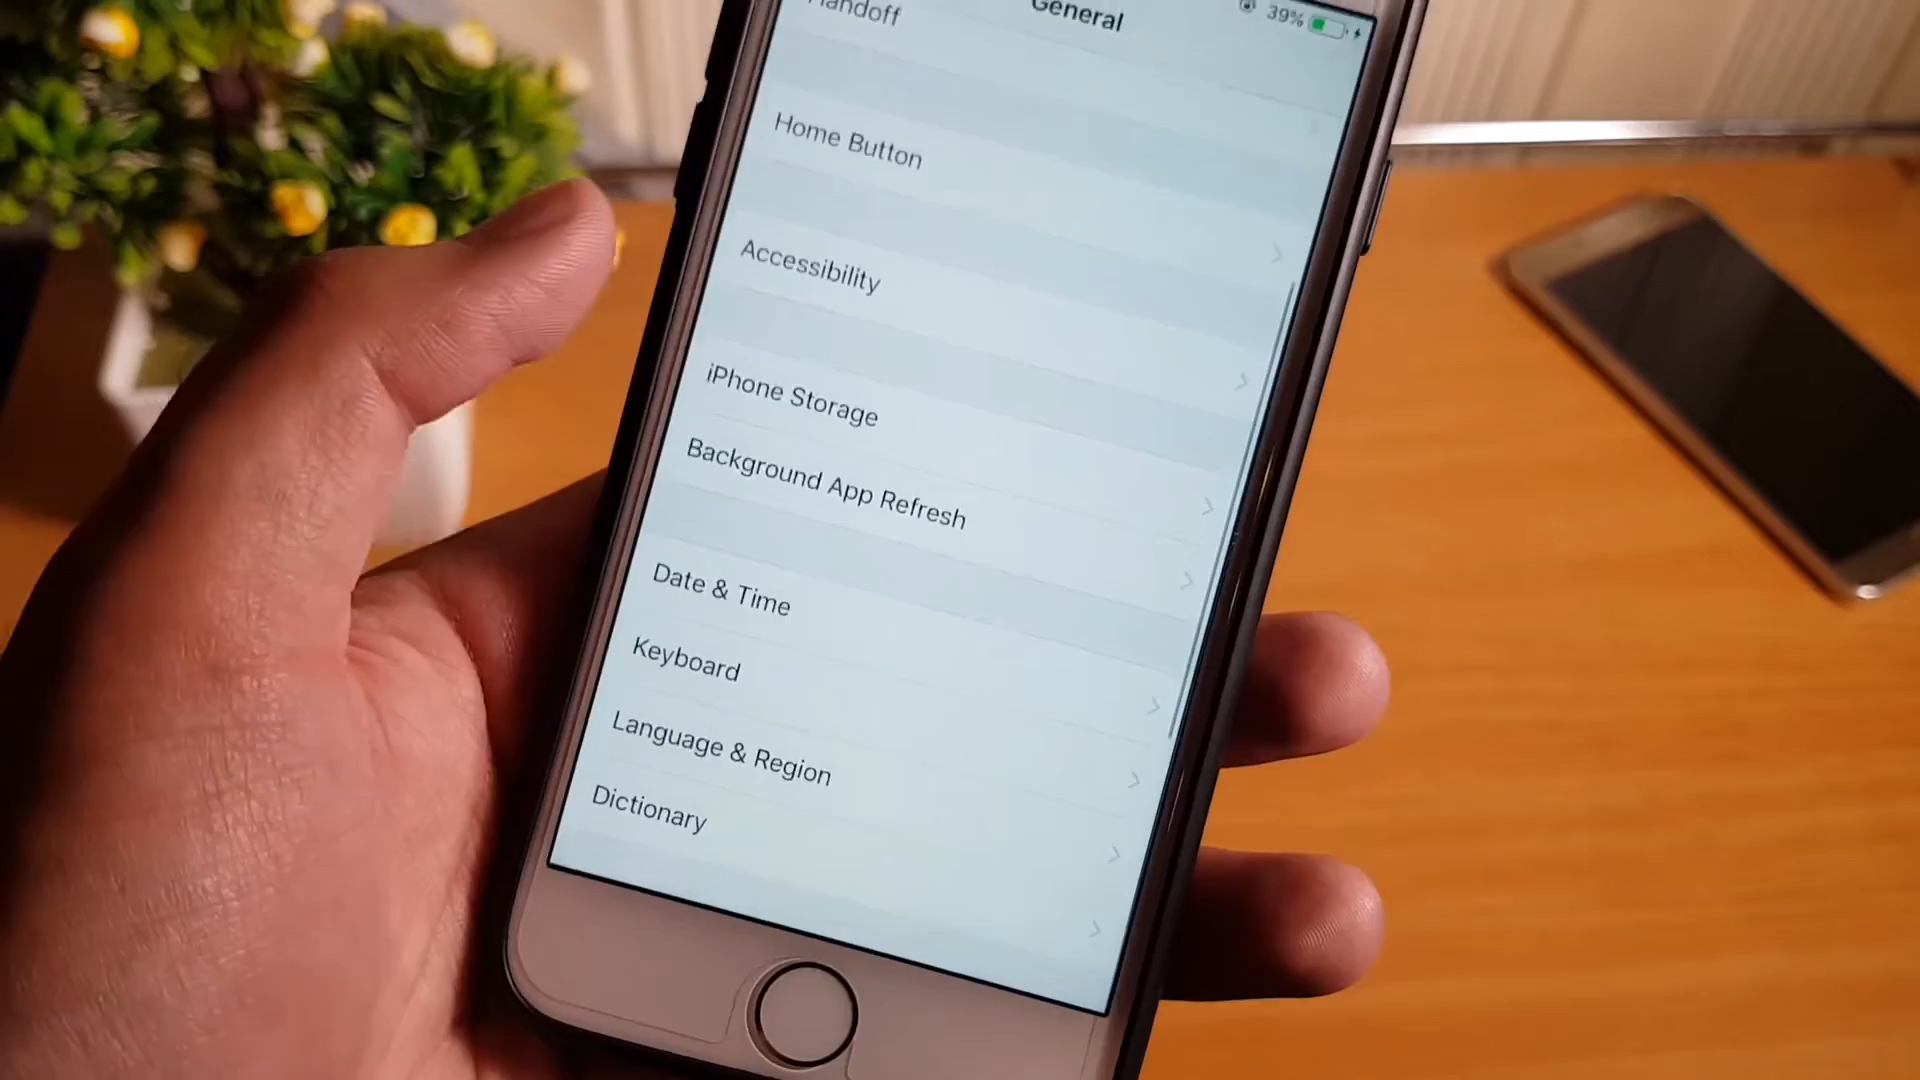 General
39%
Handoff
Home Button
Accessibility
iPhone Storage
Background App Refresh
Date & Time
Keyboard
Language & Region
Dictionary